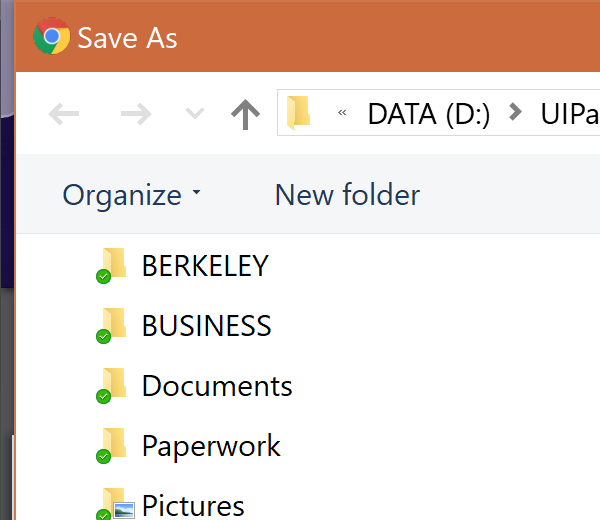 Save As
« DATA (D:) > UIPa
Organize New folder
BERKELEY
BUSINESS
Documents
Paperwork
Pictures